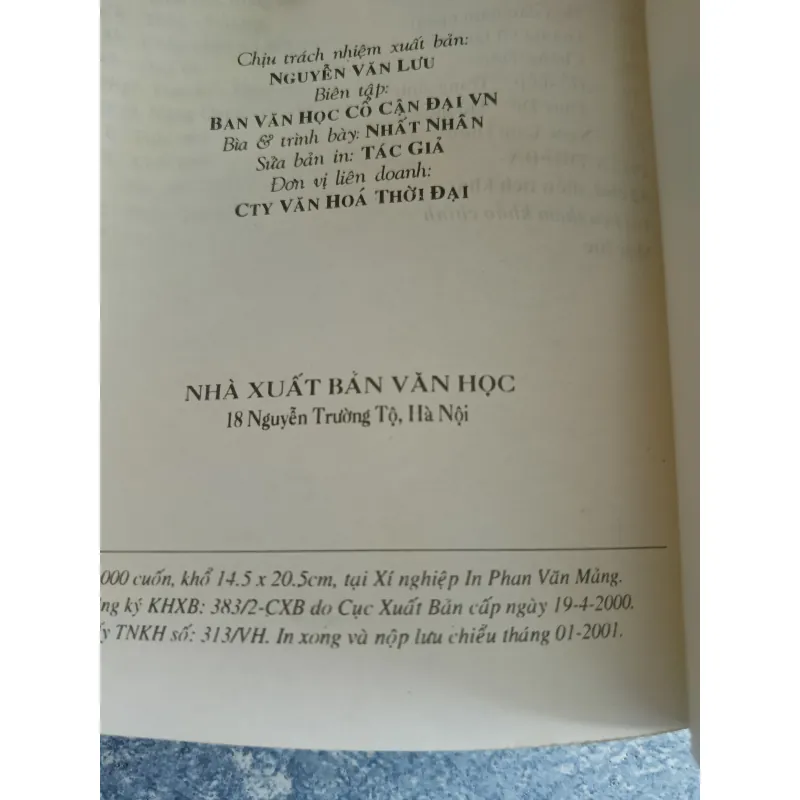 Chịu trách nhiệm xuất bản:
NGUYỄN VĂN LƯU
Biên tập:
BAN VĂN HỌC CỔ CẬN ĐẠI VN
Bìa & trình bày: NHẤT NHÂN
Sửa bản in: TÁC GIẢ
Đơn vị liên doanh:
CTY VĂN HOÁ THỜI ĐẠI
NHÀ XUẤT BẢN VĂN HỌC
18 Nguyễn Trường Tộ, Hà Nội
000 cuốn, khổ 14.5 x 20.5cm, tại Xí nghiệp In Phan Văn Mảng.
ng ký KHXB: 383/2-CXB do Cục Xuất Bản cấp ngày 19-4-2000.
ấy TNKH số: 313/VH. In xong và nộp lưu chiểu tháng 01-2001.